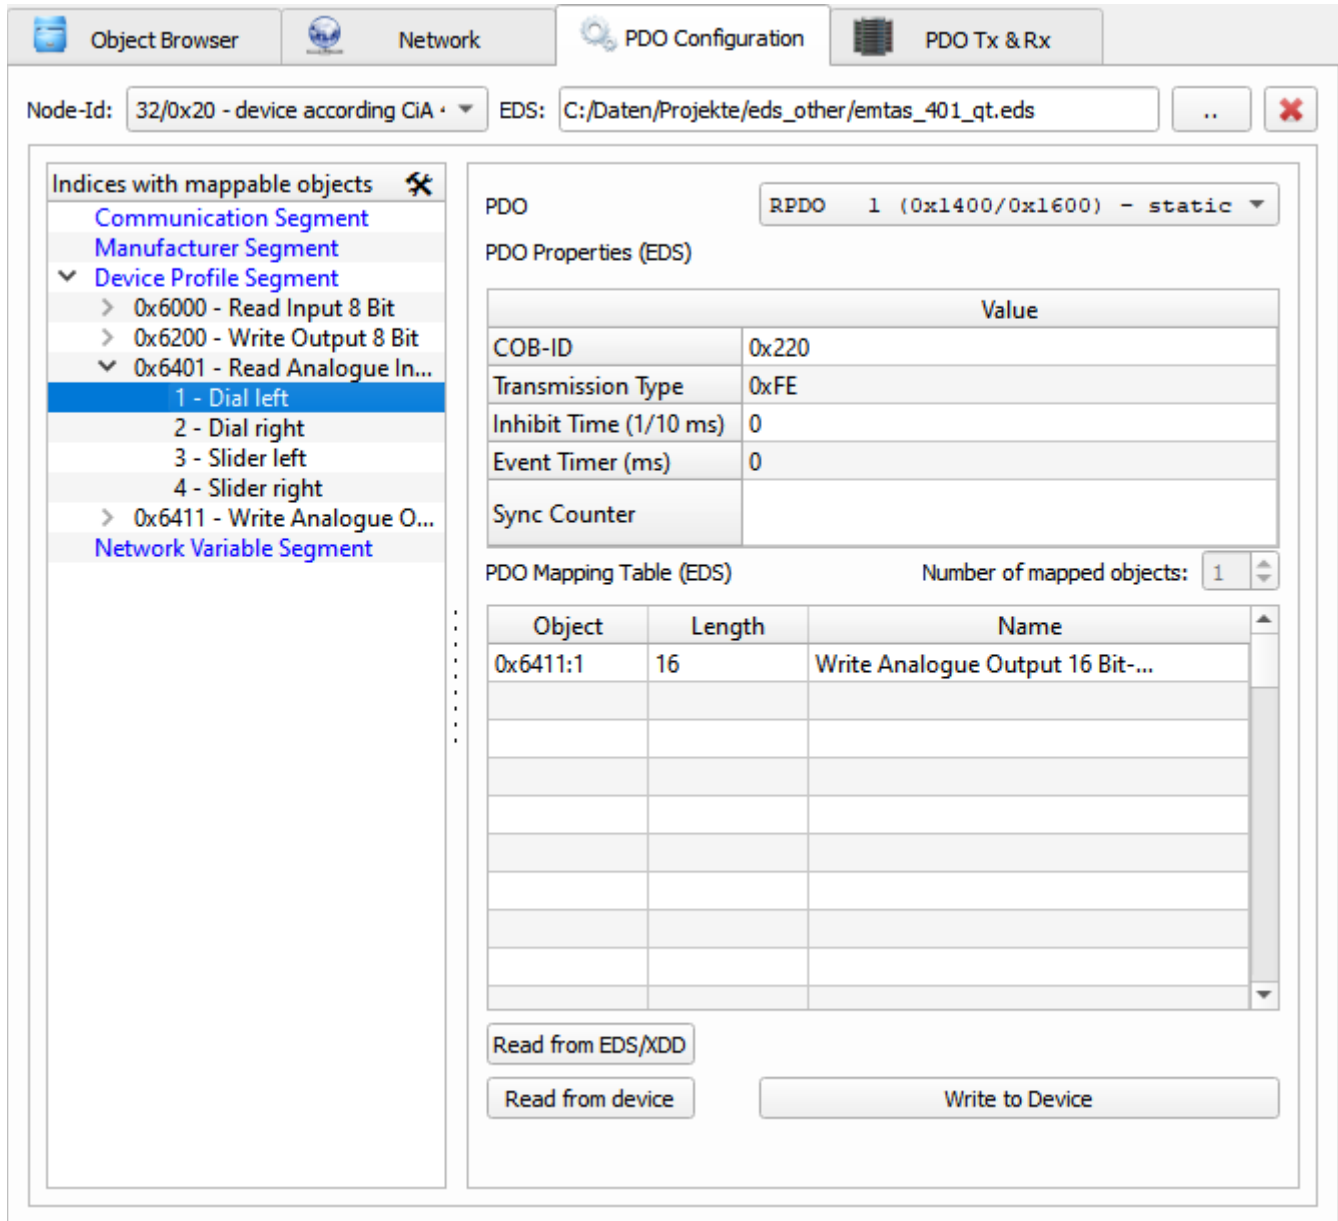 Object Browser Network PDO Configuration PDO Tx & Rx
Node-Id: 32/0x20 - device according CiA EDS: C:/Daten/Projekte/eds_other/emtas_401_qt.eds ..
Indices with mappable objects
Communication Segment
Manufacturer Segment
Device Profile Segment
0x6000 - Read Input 8 Bit
0x6200 - Write Output 8 Bit
0x6401 - Read Analogue In...
1 - Dial left
2 - Dial right
3 - Slider left
4 - Slider right
0x6411 - Write Analogue O...
Network Variable Segment
PDO RPDO 1 (0x1400/0x1600) - static
PDO Properties (EDS)
Value
COB-ID 0x220
Transmission Type 0xFE
Inhibit Time (1/10 ms) 0
Event Timer (ms) 0
Sync Counter
PDO Mapping Table (EDS) Number of mapped objects: 1
Object Length Name
0x6411:1 16 Write Analogue Output 16 Bit-...
Read from EDS/XDD
Read from device Write to Device